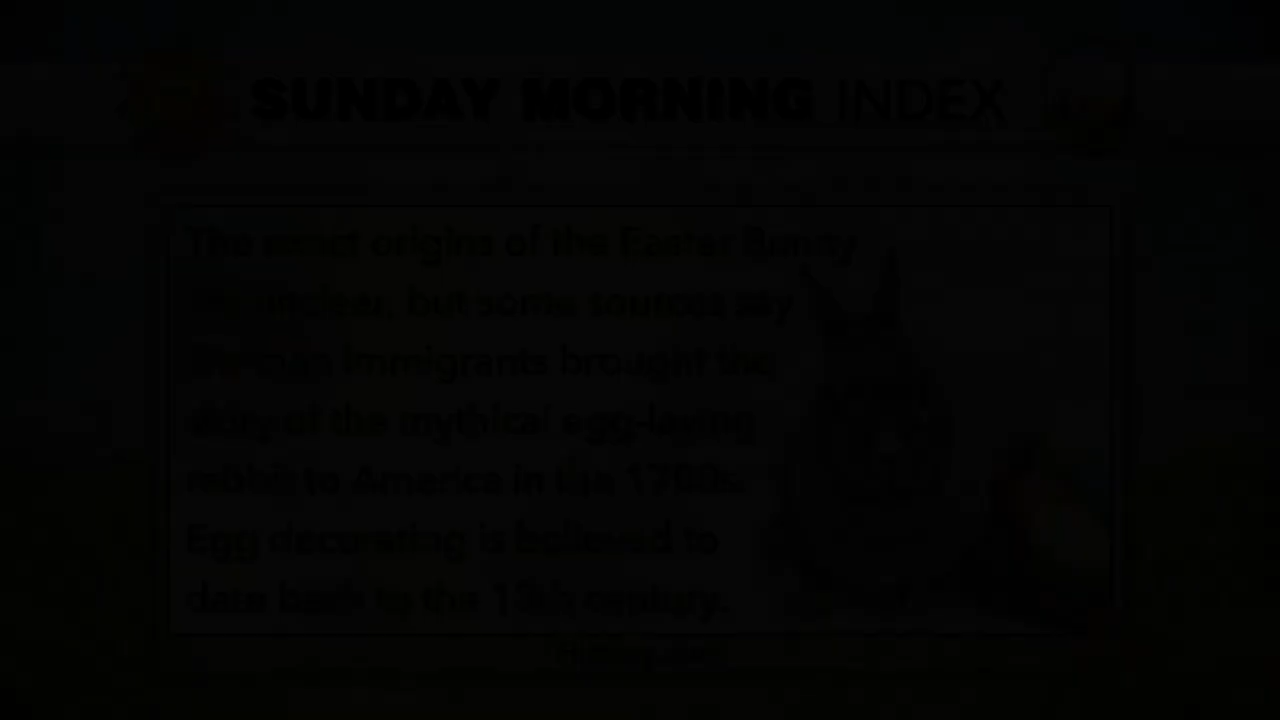 SUNDAY MORNING INDEX
The exact origins of the Easter Bunny
unclear, but some sources say
German immigrants brought the
story of the mythical egg-laying
rabbit to America in the 1700s.
Egg decorating is believed to
date back to the 13th century.